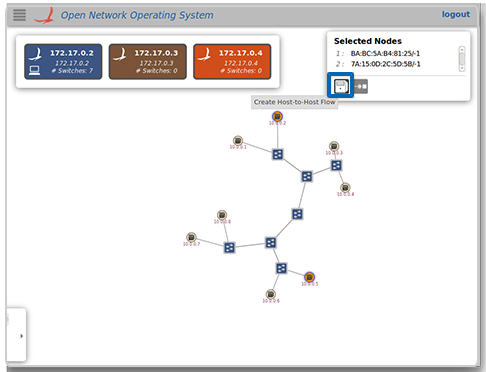 Open Network Operating System
logout
172.17.0.2
172.17.0.2
# Switches: 7
172.17.0.3
172.17.0.3
# Switches: 0
172.17.0.4
172.17.0.4
# Switches: 0
Selected Nodes
1 : BA:BC:5A:B4:81:25/-1
2 : 7A:15:0D:2C:5D:5B/-1
Create Host-to-Host Flow
10.0.0.2
10.0.0.1
10.0.0.3
10.0.0.4
10.0.0.8
10.0.0.7
10.0.0.5
10.0.0.6